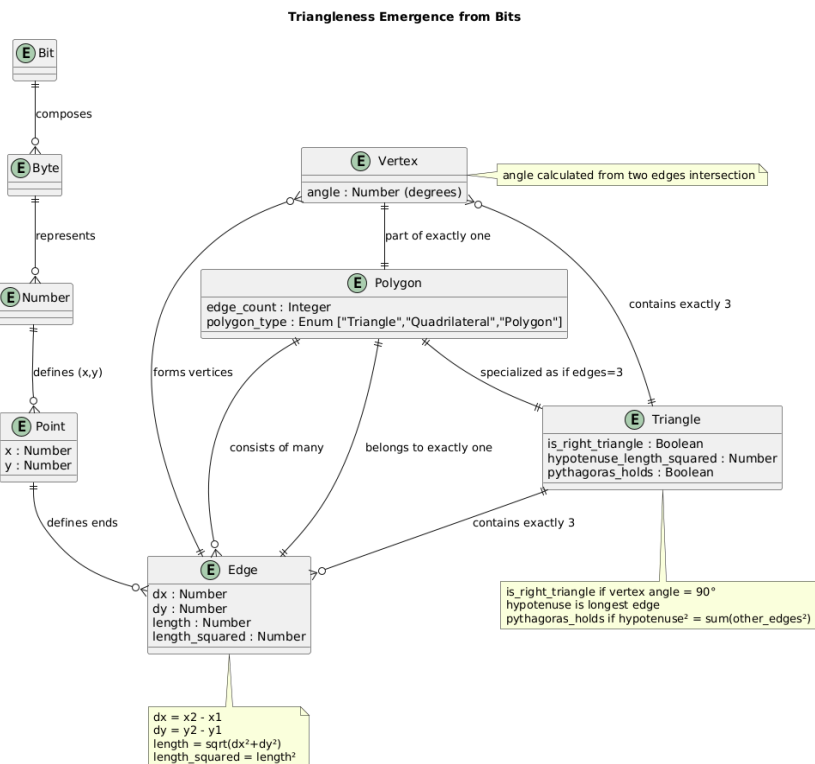 Triangleness Emergence from Bits
E Bit
composes
E Byte
represents
E Number
defines (x,y)
E Point
x : Number
y : Number
defines ends
E Vertex
angle : Number (degrees)
angle calculated from two edges intersection
part of exactly one
E Polygon
edge_count : Integer
polygon_type : Enum ["Triangle","Quadrilateral","Polygon"]
contains exactly 3
forms vertices
specialized as if edges=3
consists of many
belongs to exactly one
E Triangle
is_right_triangle : Boolean
hypotenuse_length_squared : Number
pythagoras_holds : Boolean
contains exactly 3
E Edge
dx : Number
dy : Number
length : Number
length_squared : Number
is_right_triangle if vertex angle = 90°
hypotenuse is longest edge
pythagoras_holds if hypotenuse² = sum(other_edges²)
dx = x2 - x1
dy = y2 - y1
length = sqrt(dx²+dy²)
length_squared = length²